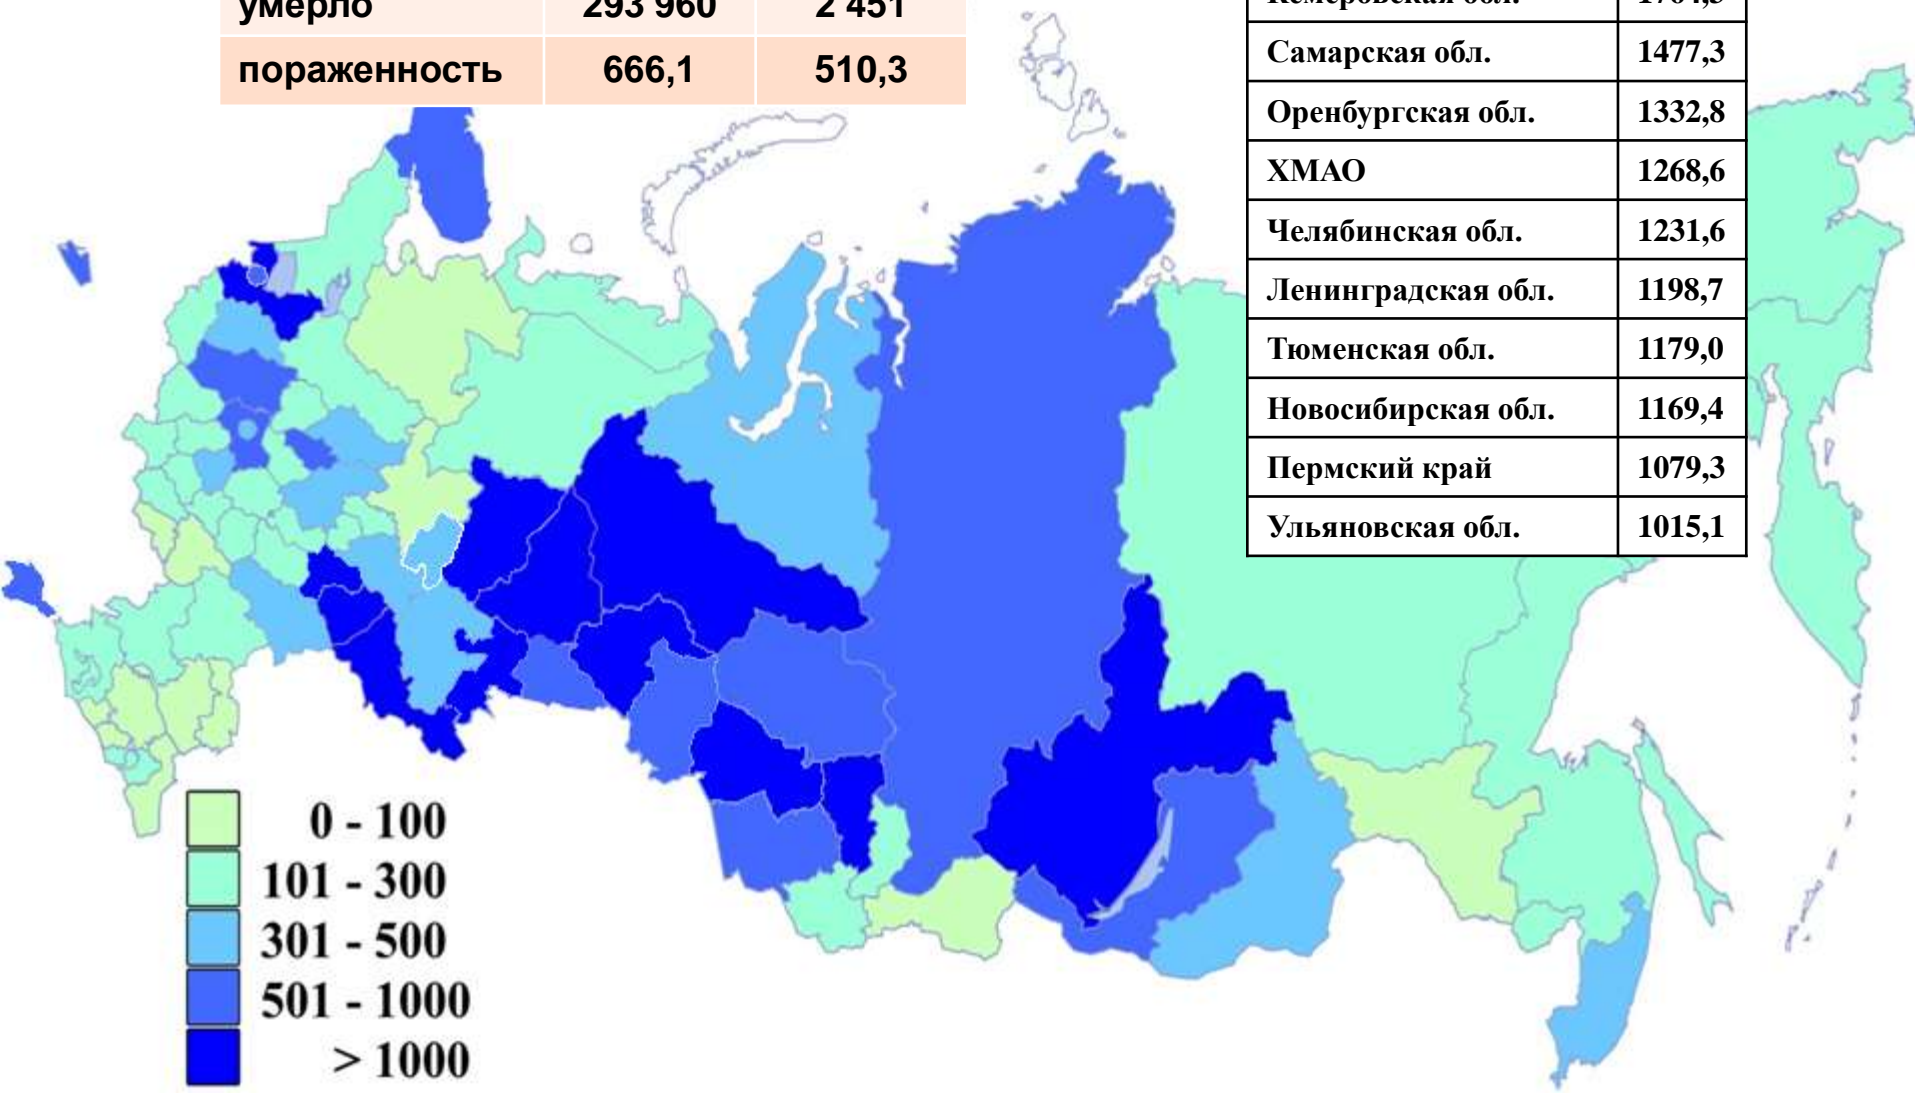 умерло 293 960 2 451
пораженность 666,1 510,3
Кемеровская обл.
Самарская обл. 1477,3
Оренбургская обл. 1332,8
ХМАО 1268,6
Челябинская обл. 1231,6
Ленинградская обл. 1198,7
Тюменская обл. 1179,0
Новосибирская обл. 1169,4
Пермский край 1079,3
Ульяновская обл. 1015,1
0 - 100
101 - 300
301 - 500
501 - 1000
> 1000